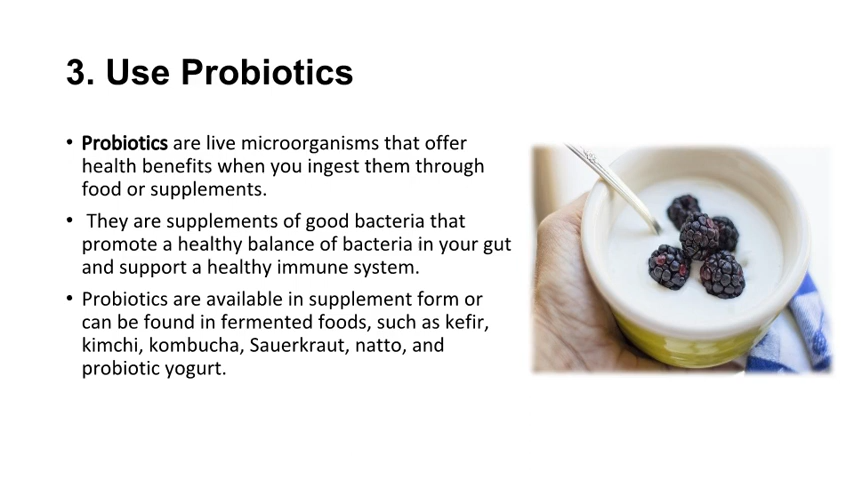 3. Use Probiotics
• Probiotics are live microorganisms that offer
health benefits when you ingest them through
food or supplements.
• They are supplements of good bacteria that
promote a healthy balance of bacteria in your gut
and support a healthy immune system.
• Probiotics are available in supplement form or
can be found in fermented foods, such as kefir,
kimchi, kombucha, Sauerkraut, natto, and
probiotic yogurt.